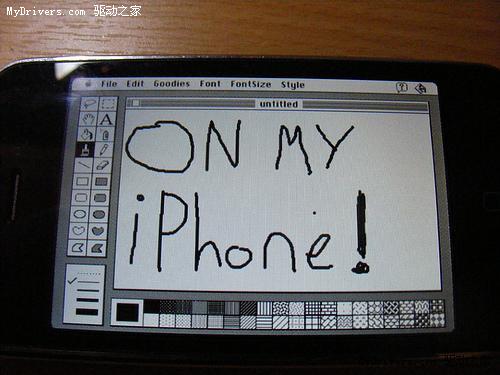 MyDrivers.com 驱动之家
File Edit Goodies Font FontSize Style
untitled
A
ON MY
iPhone!